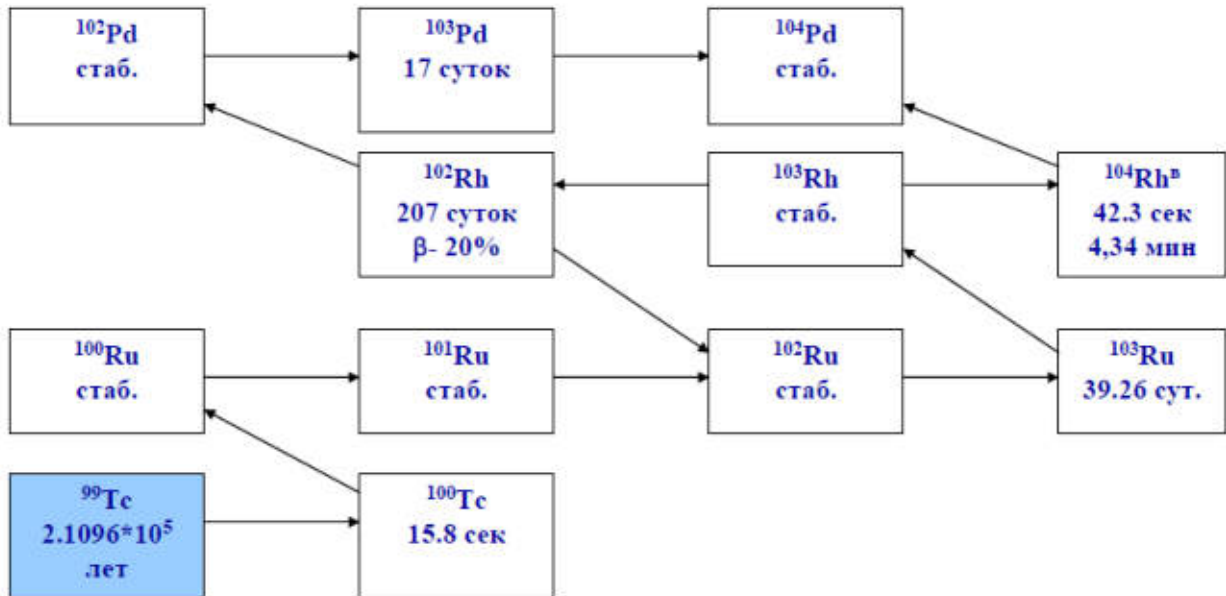 ¹⁰²Pd
стаб.
¹⁰³Pd
17 суток
¹⁰⁴Pd
стаб.
¹⁰²Rh
207 суток
β- 20%
¹⁰³Rh
стаб.
¹⁰⁴Rhᵐ
42.3 сек
4,34 мин
¹⁰⁰Ru
стаб.
¹⁰¹Ru
стаб.
¹⁰²Ru
стаб.
¹⁰³Ru
39.26 сут.
⁹⁹Tc
2.1096*10⁵
лет
¹⁰⁰Tc
15.8 сек